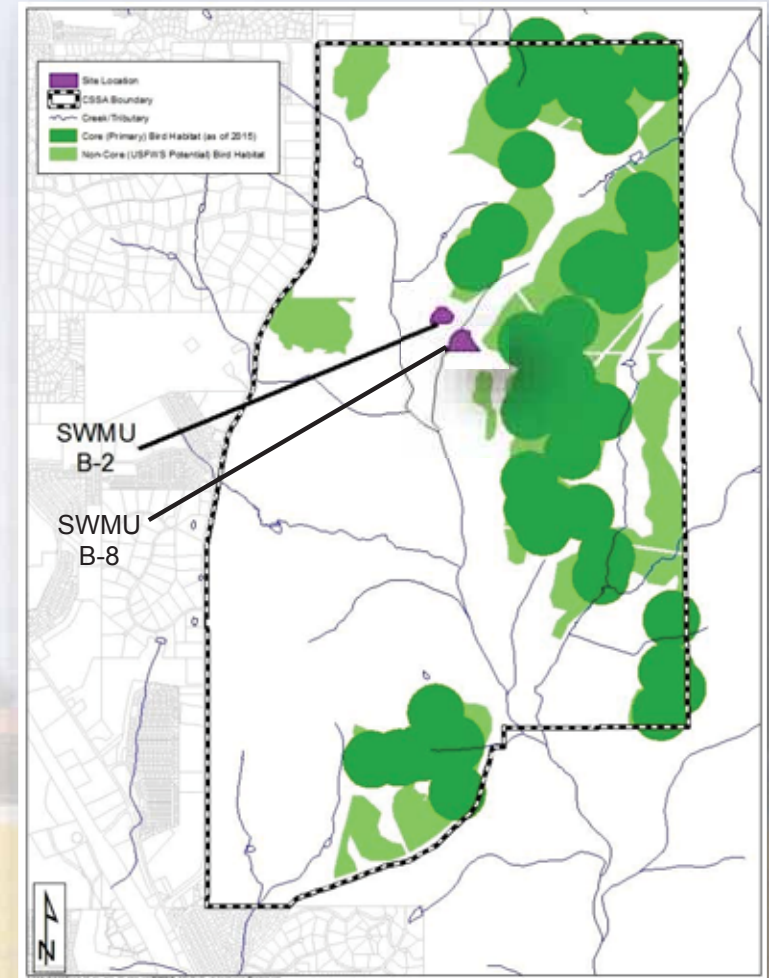 Site Location
CSSA Boundary
Creek/Tributary
Core (Primary) Bird Habitat (as of 2015)
Non-Core (USFWS Potential) Bird Habitat
SWMU
B-2
SWMU
B-8
N